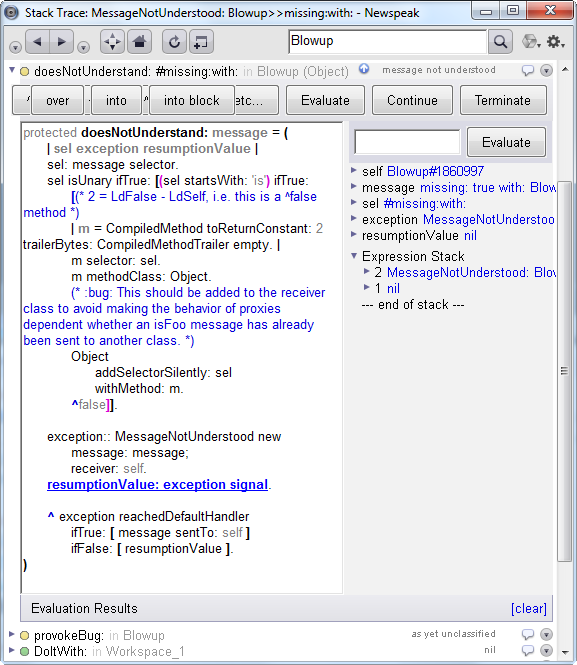 Stack Trace: MessageNotUnderstood: Blowup>>missing:with: - Newspeak
Blowup
doesNotUnderstand: #missing:with: in Blowup (Object) message not understood
over into into block etc... Evaluate Continue Terminate
protected doesNotUnderstand: message = (
| sel exception resumptionValue |
sel: message selector.
sel isUnary ifTrue: [(sel startsWith: 'is') ifTrue:
[(* 2 = LdFalse - LdSelf, i.e. this is a ^false
method *)
| m = CompiledMethod toReturnConstant: 2
trailerBytes: CompiledMethodTrailer empty. |
m selector: sel.
m methodClass: Object.
(* :bug: This should be added to the receiver
class to avoid making the behavior of proxies
dependent whether an isFoo message has already
been sent to another class. *)
Object
addSelectorSilently: sel
withMethod: m.
^false]].
exception:: MessageNotUnderstood new
message: message;
receiver: self.
resumptionValue: exception signal.
^ exception reachedDefaultHandler
ifTrue: [ message sentTo: self ]
ifFalse: [ resumptionValue ].
)
Evaluate
self Blowup#1860997
message missing: true with: Blow
sel #missing:with:
exception MessageNotUnderstood
resumptionValue nil
Expression Stack
2 MessageNotUnderstood: Blow
1 nil
--- end of stack ---
Evaluation Results [clear]
provokeBug: in Blowup as yet unclassified
DoItWith: in Workspace_1 nil